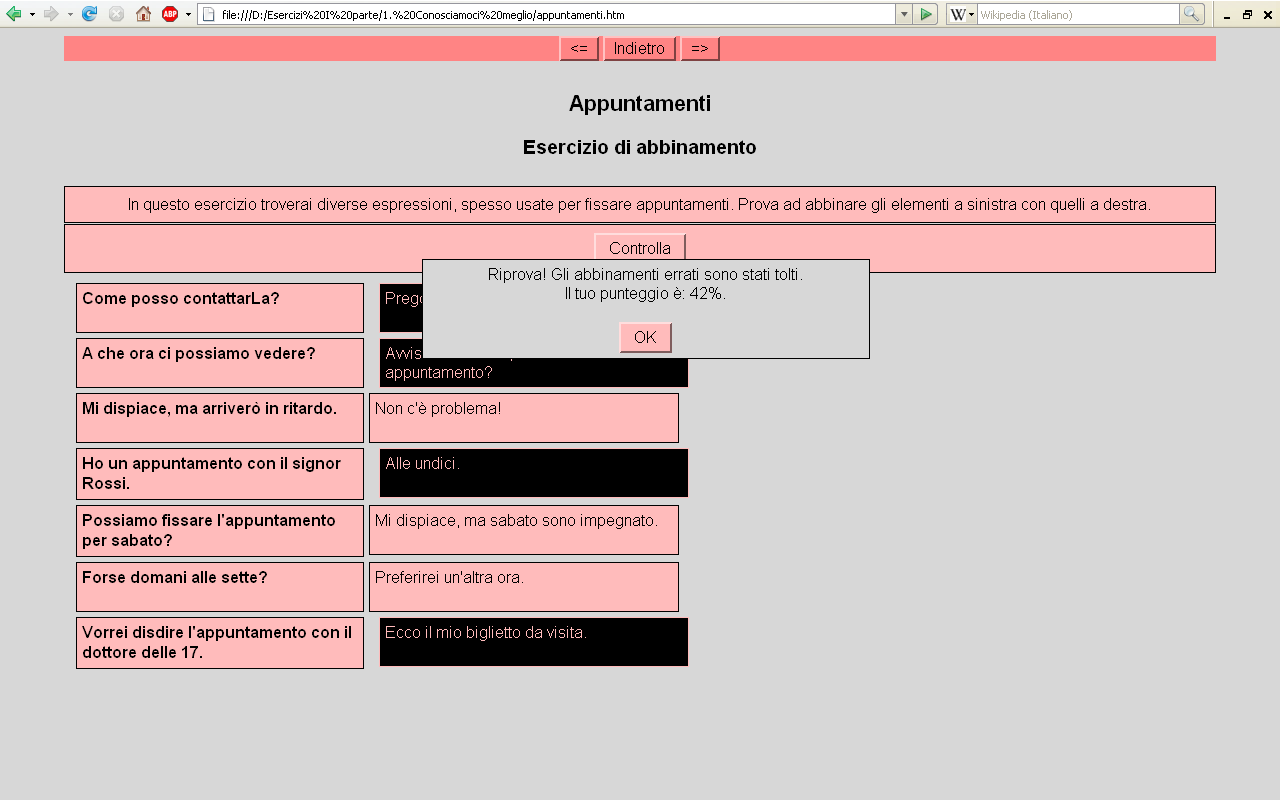 file:///D:/Esercizi%20I%20parte/1.%20Conosciamoci%20meglio/appuntamenti.htm
W
Wikipedia (Italiano)
ABP
<=
Indietro
=>
Appuntamenti
Esercizio di abbinamento
In questo esercizio troverai diverse espressioni, spesso usate per fissare appuntamenti. Prova ad abbinare gli elementi a sinistra con quelli a destra.
Controlla
Riprova! Gli abbinamenti errati sono stati tolti.
Il tuo punteggio è: 42%.
OK
Come posso contattarLa?
A che ora ci possiamo vedere?
appuntamento?
Mi dispiace, ma arriverò in ritardo.
Non c'è problema!
Ho un appuntamento con il signor
Rossi.
Alle undici.
Possiamo fissare l'appuntamento
per sabato?
Mi dispiace, ma sabato sono impegnato.
Forse domani alle sette?
Preferirei un'altra ora.
Vorrei disdire l'appuntamento con il
dottore delle 17.
Ecco il mio biglietto da visita.